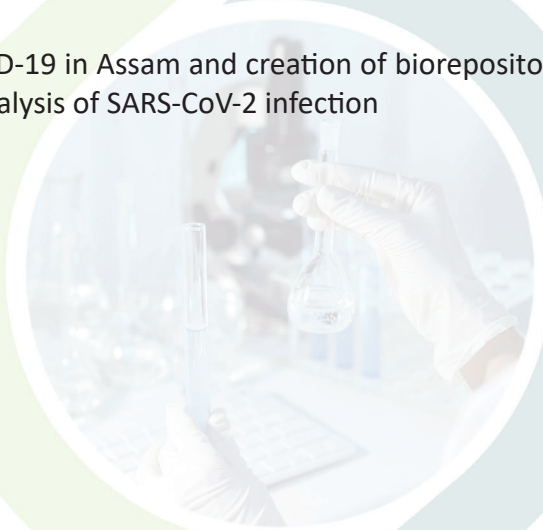 D-19 in Assam and creation of bioreposito
alysis of SARS-CoV-2 infection